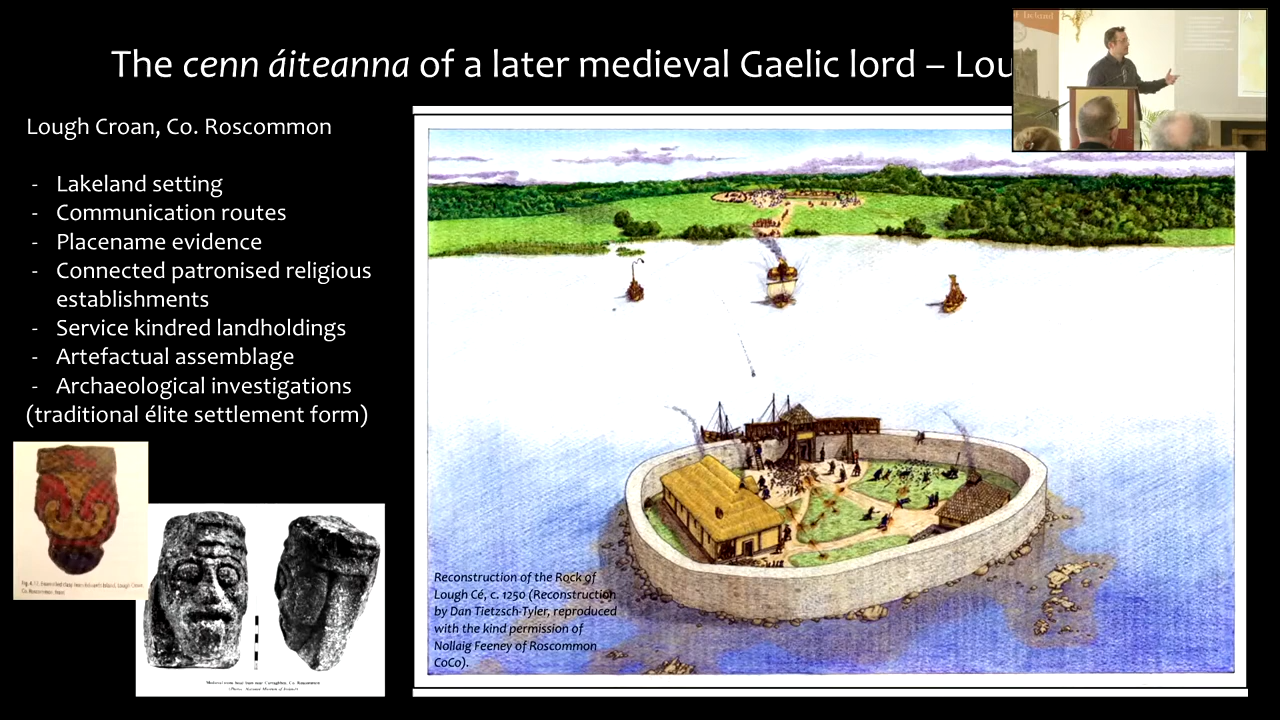 The cenn áiteanna of a later medieval Gaelic lord – Lou
Lough Croan, Co. Roscommon
- Lakeland setting
- Communication routes
- Placename evidence
- Connected patronised religious
establishments
- Service kindred landholdings
- Artefactual assemblage
- Archaeological investigations
(traditional élite settlement form)
Reconstruction of the Rock of
Lough Cé, c. 1250 (Reconstruction
by Dan Tietzsch-Tyler, reproduced
with the kind permission of
Nollaig Feeney of Roscommon
CoCo).
Co. Roscommon